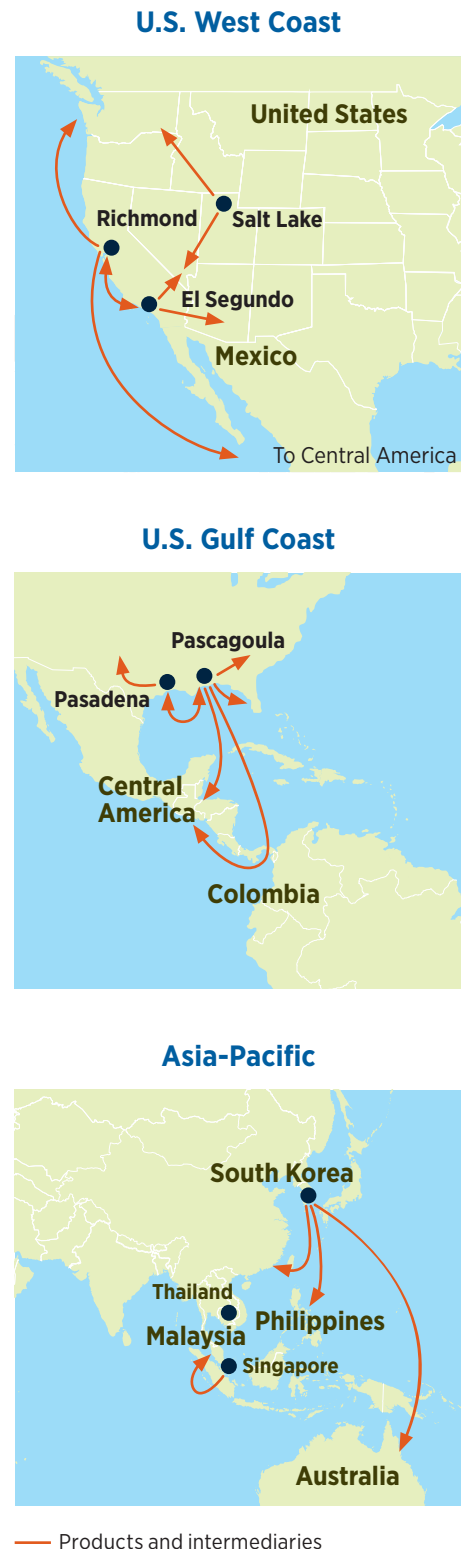 U.S. West Coast
United States
Richmond
Salt Lake
El Segundo
Mexico
To Central America
U.S. Gulf Coast
Pascagoula
Pasadena
Central
America
Colombia
Asia-Pacific
South Korea
Thailand
Philippines
Malaysia
Singapore
Australia
Products and intermediaries